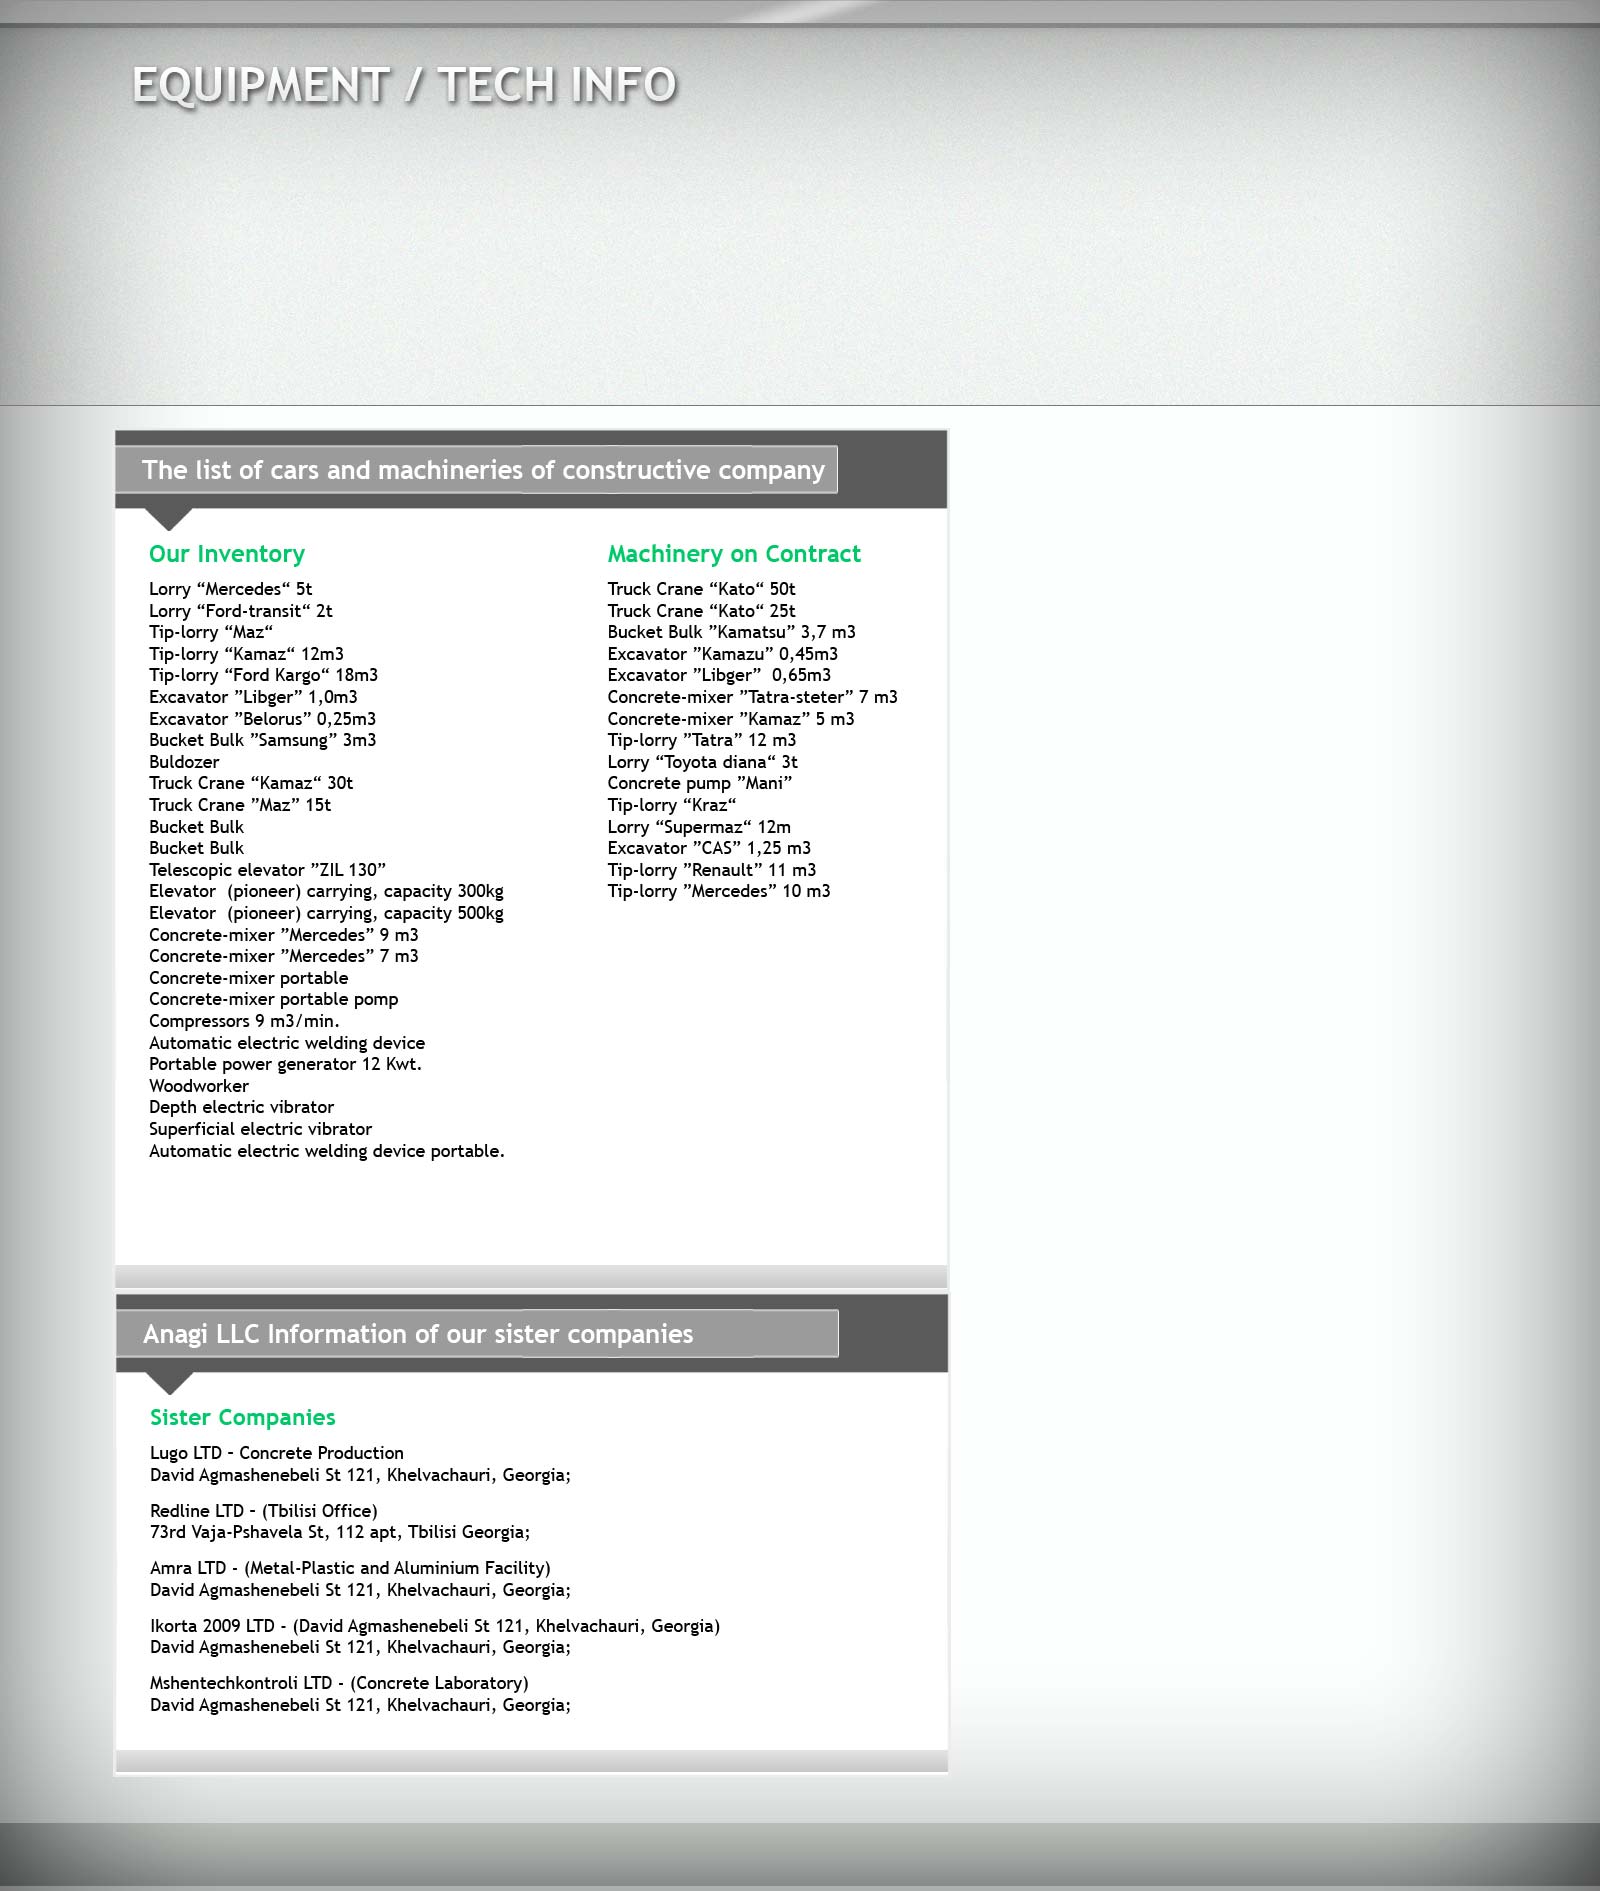 EQUIPMENT / TECH INFO
The list of cars and machineries of constructive company
Our Inventory
Lorry “Mercedes“ 5t
Lorry “Ford-transit“ 2t
Tip-lorry “Maz“
Tip-lorry “Kamaz“ 12m3
Tip-lorry “Ford Kargo“ 18m3
Excavator ”Libger” 1,0m3
Excavator ”Belorus” 0,25m3
Bucket Bulk ”Samsung” 3m3
Buldozer
Truck Crane “Kamaz“ 30t
Truck Crane ”Maz” 15t
Bucket Bulk
Bucket Bulk
Telescopic elevator ”ZIL 130”
Elevator  (pioneer) carrying, capacity 300kg
Elevator  (pioneer) carrying, capacity 500kg
Concrete-mixer ”Mercedes” 9 m3
Concrete-mixer ”Mercedes” 7 m3
Concrete-mixer portable
Concrete-mixer portable pomp
Compressors 9 m3/min.
Automatic electric welding device
Portable power generator 12 Kwt.
Woodworker
Depth electric vibrator
Superficial electric vibrator
Automatic electric welding device portable.
Machinery on Contract
Truck Crane “Kato“ 50t
Truck Crane “Kato“ 25t
Bucket Bulk ”Kamatsu” 3,7 m3
Excavator ”Kamazu” 0,45m3
Excavator ”Libger”  0,65m3
Concrete-mixer ”Tatra-steter” 7 m3
Concrete-mixer ”Kamaz” 5 m3
Tip-lorry ”Tatra” 12 m3
Lorry “Toyota diana“ 3t
Concrete pump ”Mani”
Tip-lorry “Kraz“
Lorry “Supermaz“ 12m
Excavator ”CAS” 1,25 m3
Tip-lorry ”Renault” 11 m3
Tip-lorry ”Mercedes” 10 m3
Anagi LLC Information of our sister companies
Sister Companies
Lugo LTD – Concrete Production
David Agmashenebeli St 121, Khelvachauri, Georgia;
Redline LTD – (Tbilisi Office)
73rd Vaja-Pshavela St, 112 apt, Tbilisi Georgia;
Amra LTD - (Metal-Plastic and Aluminium Facility)
David Agmashenebeli St 121, Khelvachauri, Georgia;
Ikorta 2009 LTD - (David Agmashenebeli St 121, Khelvachauri, Georgia)
David Agmashenebeli St 121, Khelvachauri, Georgia;
Mshentechkontroli LTD - (Concrete Laboratory)
David Agmashenebeli St 121, Khelvachauri, Georgia;